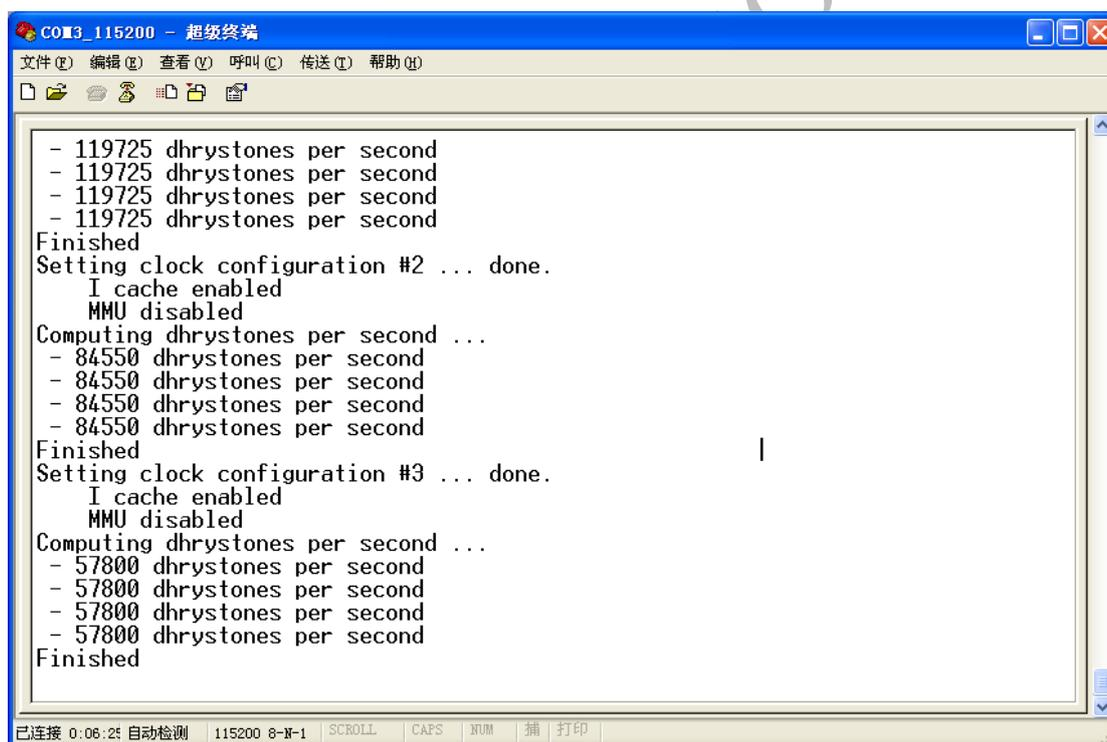 COM3_115200 - 超级终端
文件(F) 编辑(E) 查看(V) 呼叫(C) 传送(T) 帮助(H)
- 119725 dhrystones per second
- 119725 dhrystones per second
- 119725 dhrystones per second
- 119725 dhrystones per second
Finished
Setting clock configuration #2 ... done.
I cache enabled
MMU disabled
Computing dhrystones per second ...
- 84550 dhrystones per second
- 84550 dhrystones per second
- 84550 dhrystones per second
- 84550 dhrystones per second
Finished
Setting clock configuration #3 ... done.
I cache enabled
MMU disabled
Computing dhrystones per second ...
- 57800 dhrystones per second
- 57800 dhrystones per second
- 57800 dhrystones per second
- 57800 dhrystones per second
Finished
已连接 0:06:25 自动检测 115200 8-N-1 SCROLL CAPS NUM 捕 打印